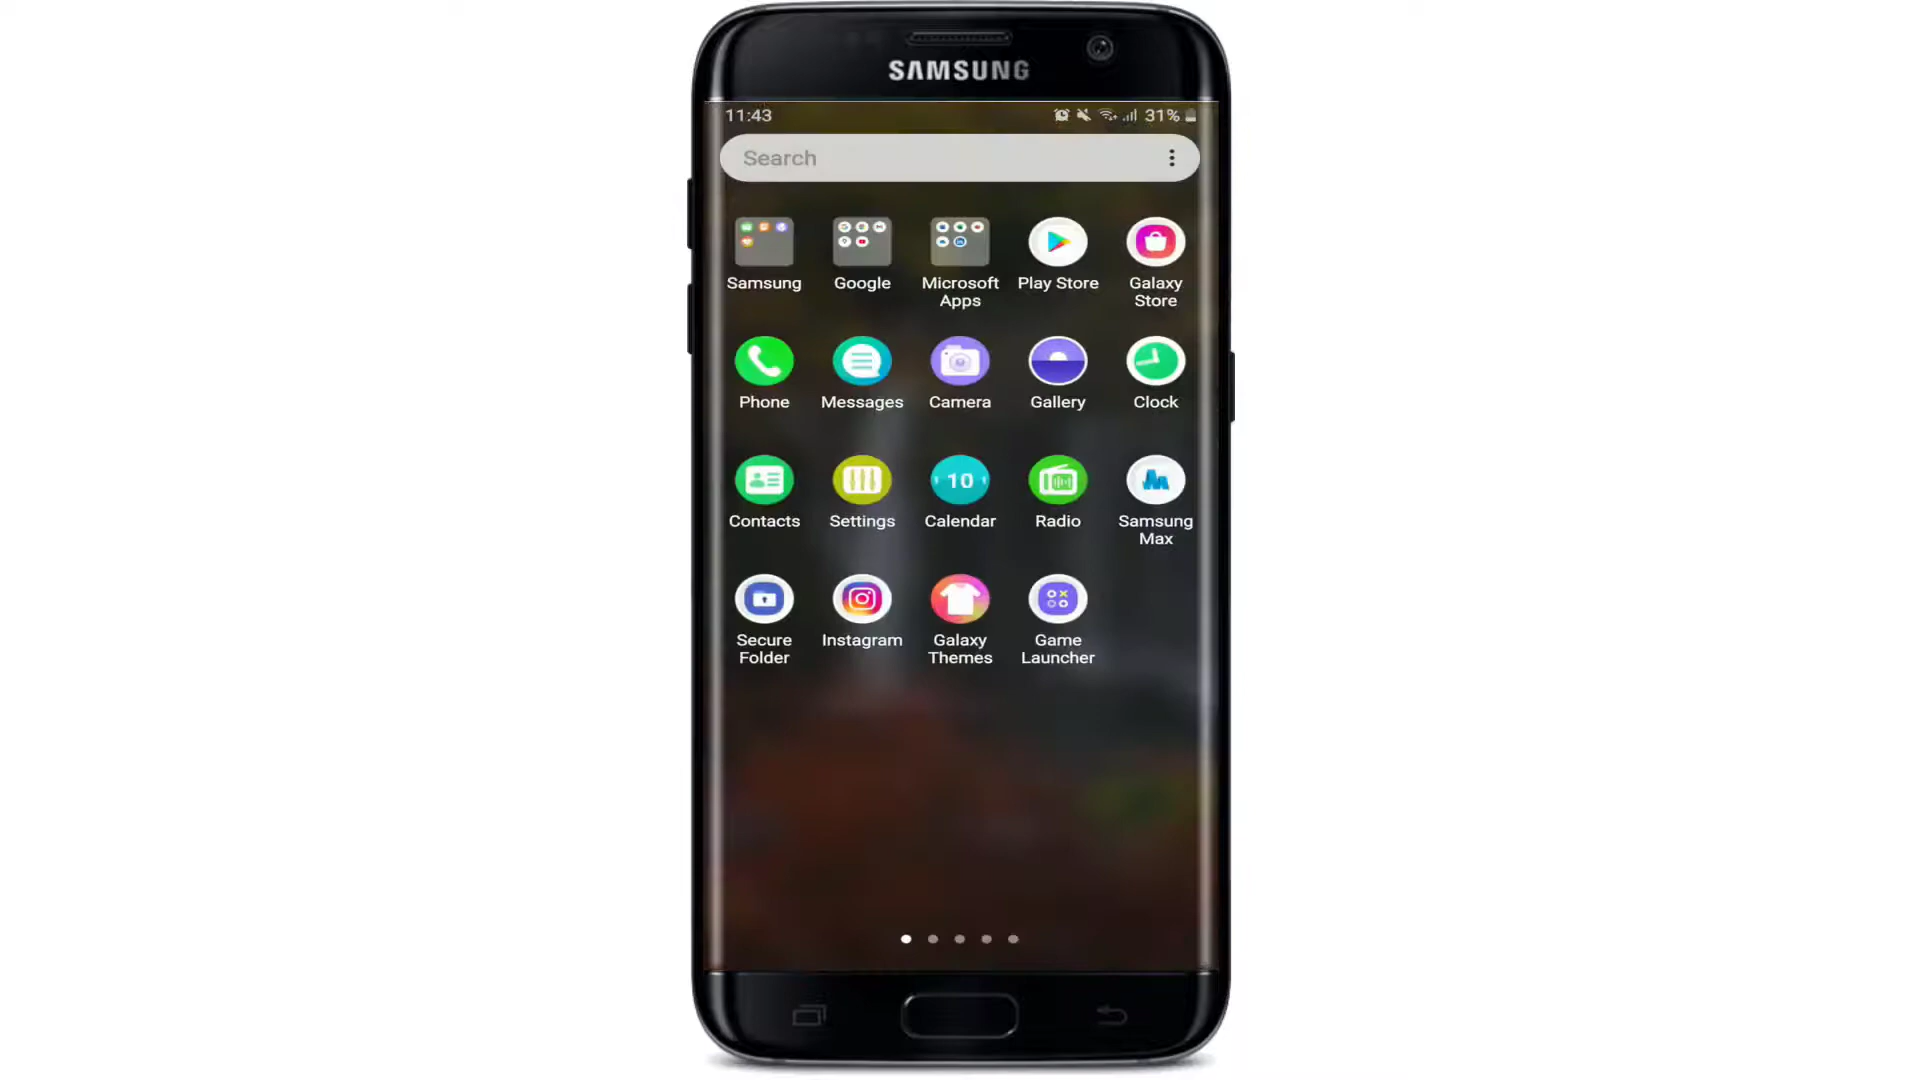 SAMSUNG
11:43
31%
Search
Samsung
Google
Microsoft
Apps
Play Store
Galaxy
Store
Phone
Messages
Camera
Gallery
Clock
Contacts
Settings
10
Calendar
Radio
Samsung
Max
Secure
Folder
Instagram
Galaxy
Themes
Game
Launcher